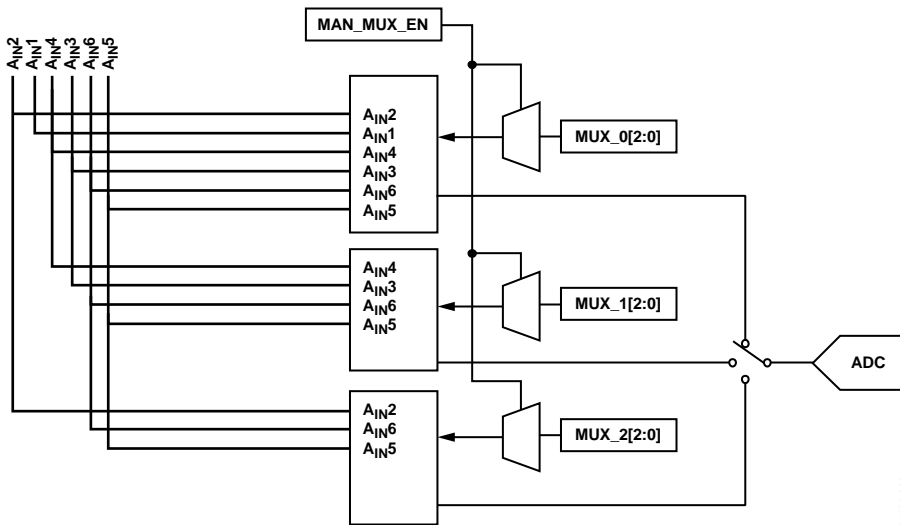 MAN_MUX_EN
AIN2
AIN1
AIN4
AIN3
AIN6
AIN5
AIN2
AIN1
AIN4
AIN3
AIN6
AIN5
MUX_0[2:0]
AIN4
AIN3
AIN6
AIN5
MUX_1[2:0]
ADC
AIN2
AIN6
AIN5
MUX_2[2:0]